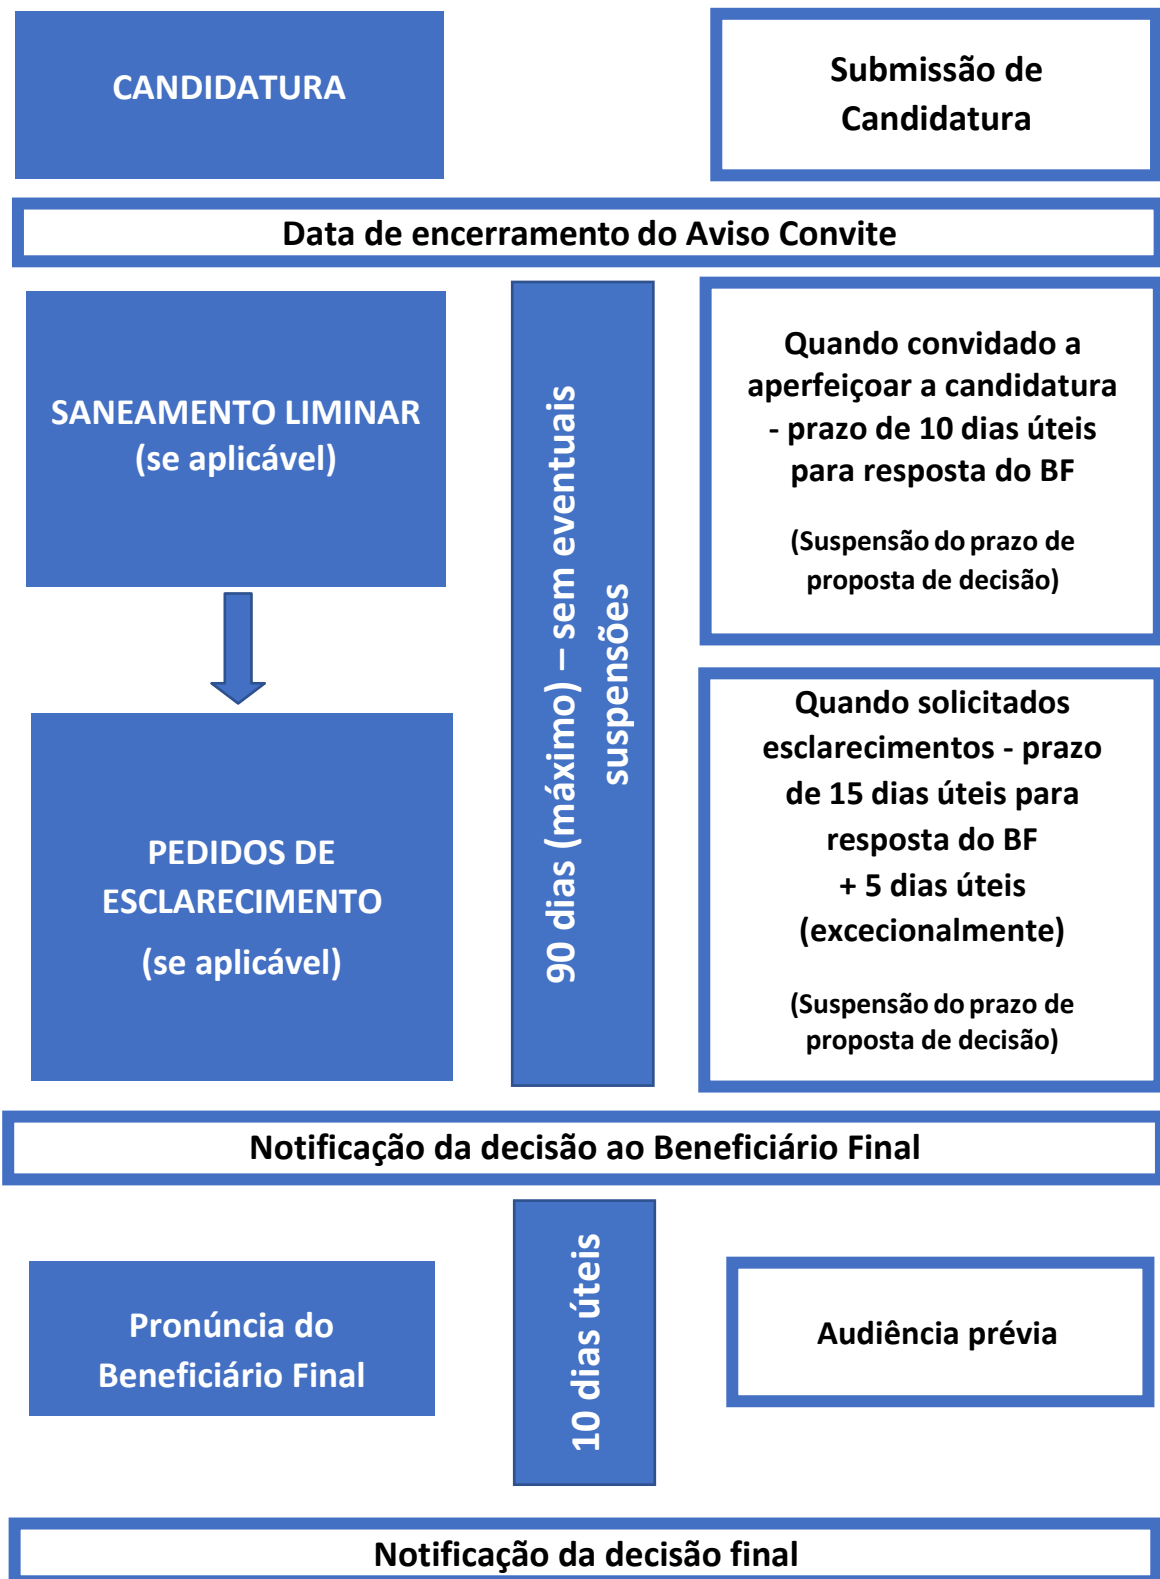 CANDIDATURA
Submissão de
Candidatura
Data de encerramento do Aviso Convite
SANEAMENTO LIMINAR
(se aplicável)
90 dias (máximo) – sem eventuais
suspensões
Quando convidado a
aperfeiçoar a candidatura
- prazo de 10 dias úteis
para resposta do BF
(Suspensão do prazo de
proposta de decisão)
PEDIDOS DE
ESCLARECIMENTO
(se aplicável)
Quando solicitados
esclarecimentos - prazo
de 15 dias úteis para
resposta do BF
+ 5 dias úteis
(excecionalmente)
(Suspensão do prazo de
proposta de decisão)
Notificação da decisão ao Beneficiário Final
Pronúncia do
Beneficiário Final
10 dias úteis
Audiência prévia
Notificação da decisão final